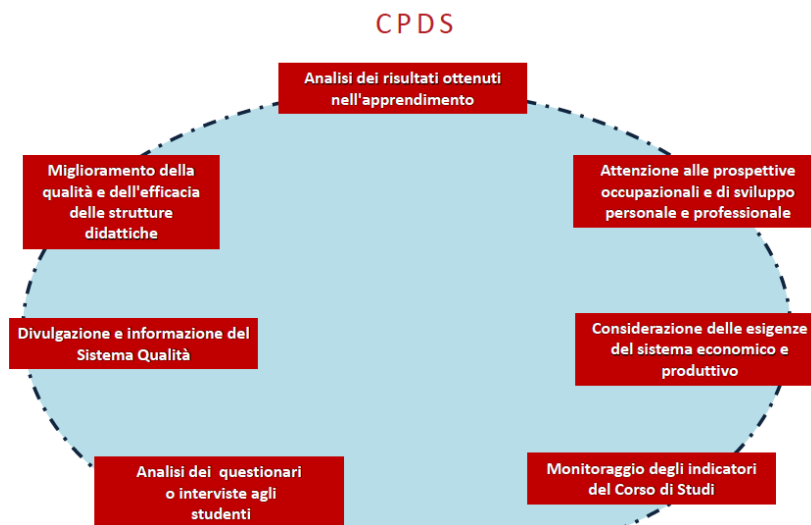 CPDS
Analisi dei risultati ottenuti
nell'apprendimento
Miglioramento della
qualità e dell'efficacia
delle strutture
didattiche
Attenzione alle prospettive
occupazionali e di sviluppo
personale e professionale
Divulgazione e informazione del
Sistema Qualità
Considerazione delle esigenze
del sistema economico e
produttivo
Analisi dei questionari
o interviste agli
studenti
Monitoraggio degli indicatori
del Corso di Studi